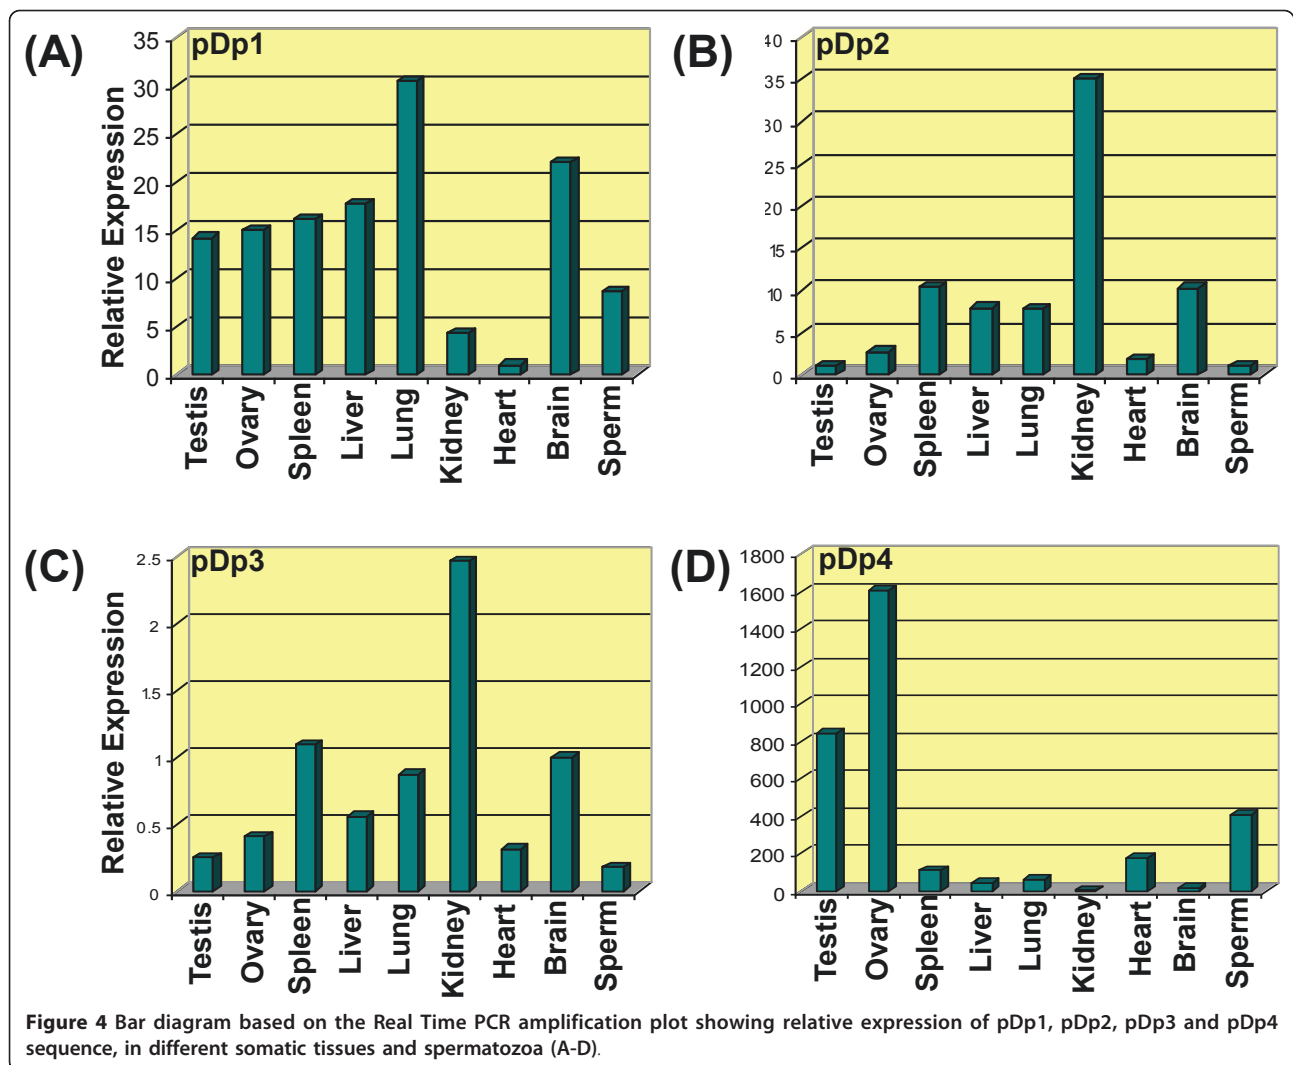 (A)
pDp1
Relative Expression
35
30
25
20
15
10
5
0
Testis
Ovary
Spleen
Liver
Lung
Kidney
Heart
Brain
Sperm
(B)
pDp2
40
35
30
25
20
15
10
5
0
Testis
Ovary
Spleen
Liver
Lung
Kidney
Heart
Brain
Sperm
(C)
pDp3
Relative Expression
2.5
2
1.5
1
0.5
0
Testis
Ovary
Spleen
Liver
Lung
Kidney
Heart
Brain
Sperm
(D)
pDp4
1800
1600
1400
1200
1000
800
600
400
200
0
Testis
Ovary
Spleen
Liver
Lung
Kidney
Heart
Brain
Sperm
Figure 4 Bar diagram based on the Real Time PCR amplification plot showing relative expression of pDp1, pDp2, pDp3 and pDp4
sequence, in different somatic tissues and spermatozoa (A-D).